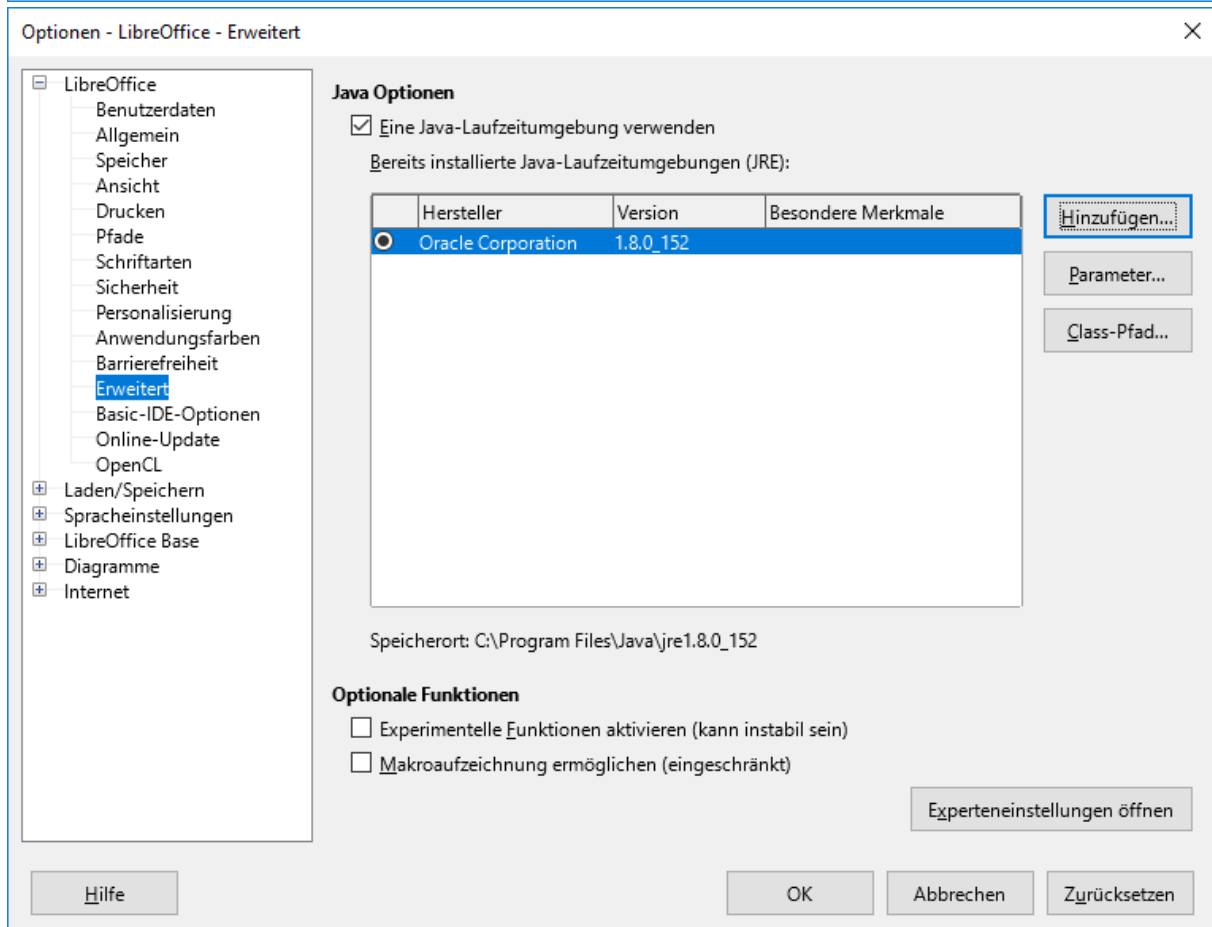 Optionen - LibreOffice - Erweitert
LibreOffice
Benutzerdaten
Allgemein
Speicher
Ansicht
Drucken
Pfade
Schriftarten
Sicherheit
Personalisierung
Anwendungsfarben
Barrierefreiheit
Erweitert
Basic-IDE-Optionen
Online-Update
OpenCL
Laden/Speichern
Spracheinstellungen
LibreOffice Base
Diagramme
Internet
Java Optionen
Eine Java-Laufzeitumgebung verwenden
Bereits installierte Java-Laufzeitumgebungen (JRE):
Hersteller Version Besondere Merkmale
Oracle Corporation 1.8.0_152
Hinzufügen...
Parameter...
Class-Pfad...
Speicherort: C:\Program Files\Java\jre1.8.0_152
Optionale Funktionen
Experimentelle Funktionen aktivieren (kann instabil sein)
Makroaufzeichnung ermöglichen (eingeschränkt)
Experteneinstellungen öffnen
Hilfe OK Abbrechen Zurücksetzen